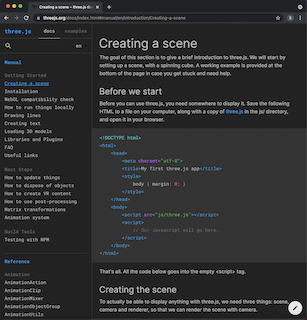 three.js
docs
examples
en
Manual
Getting Started
Creating a scene
Installation
WebGL compatibility check
How to run things locally
Drawing lines
Creating text
Loading 3D models
Libraries and Plugins
FAQ
Useful links
Next Steps
How to update things
How to dispose of objects
How to create VR content
How to use post-processing
Matrix transformations
Animation system
Build Tools
Testing with NPM
Reference
Animation
AnimationAction
AnimationClip
AnimationMixer
AnimationObjectGroup
AnimationUtils
threejs.org/docs/index.html#manual/en/introduction/Creating-a-scene
Creating a scene
The goal of this section is to give a brief introduction to three.js. We will start by
setting up a scene, with a spinning cube. A working example is provided at the
bottom of the page in case you get stuck and need help.
Before we start
Before you can use three.js, you need somewhere to display it. Save the following
HTML to a file on your computer, along with a copy of three.js in the js/ directory,
and open it in your browser.
<!DOCTYPE html>
<html>
<head>
<meta charset="utf-8">
<title>My first three.js app</title>
<style>
body { margin: 0; }
</style>
</head>
<body>
<script src="js/three.js"></script>
<script>
// Our Javascript will go here.
</script>
</body>
</html>
That's all. All the code below goes into the empty <script> tag.
Creating the scene
To actually be able to display anything with three.js, we need three things: scene,
camera and renderer, so that we can render the scene with camera.